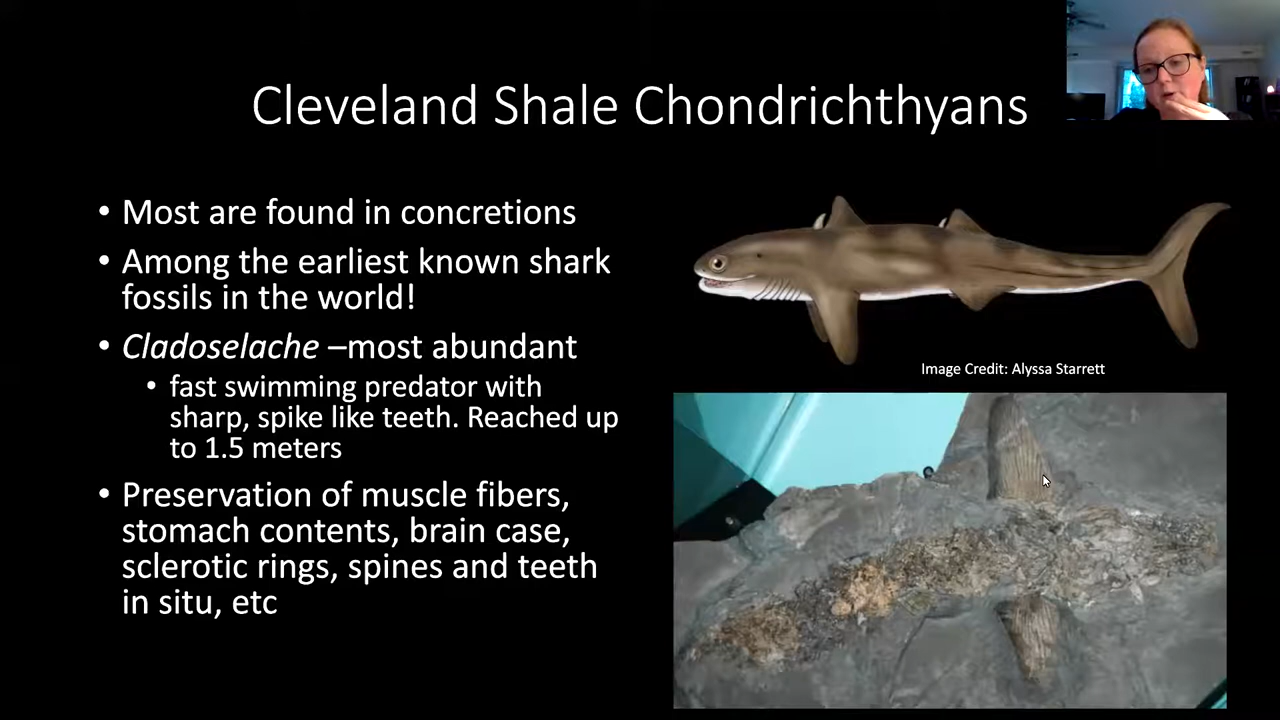 Cleveland Shale Chondrichthyans
• Most are found in concretions
• Among the earliest known shark
fossils in the world!
• Cladoselache –most abundant
• fast swimming predator with
sharp, spike like teeth. Reached up
to 1.5 meters
• Preservation of muscle fibers,
stomach contents, brain case,
sclerotic rings, spines and teeth
in situ, etc
Image Credit: Alyssa Starrett